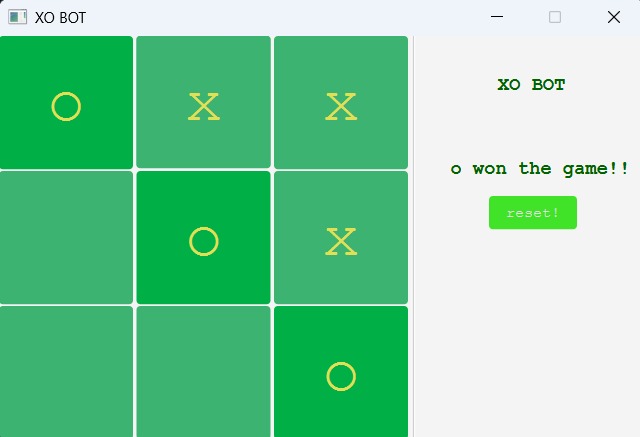 XO BOT
o x x
o x
o
XO BOT
o won the game!!
reset!